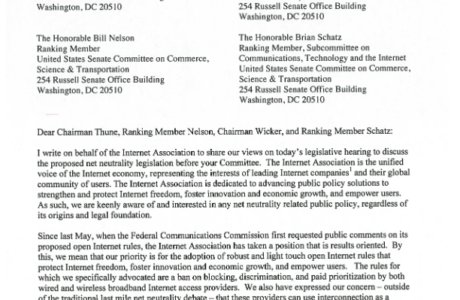 Washington, DC 20510
254 Russell Senate Office Building
Washington, DC 20510
The Honorable Bill Nelson
Ranking Member
United States Senate Committee on Commerce,
Science & Transportation
254 Russell Senate Office Building
Washington, DC 20510
The Honorable Brian Schatz
Ranking Member, Subcommittee on
Communications, Technology and the Internet
United States Senate Committee on Commerce,
Science & Transportation
254 Russell Senate Office Building
Washington, DC 20510
Dear Chairman Thune, Ranking Member Nelson, Chairman Wicker, and Ranking Member Schatz:
I write on behalf of the Internet Association to share our views on today's legislative hearing to discuss
the proposed net neutrality legislation before your Committee. The Internet Association is the unified
voice of the Internet economy, representing the interests of leading Internet companies¹ and their global
community of users. The Internet Association is dedicated to advancing public policy solutions to
strengthen and protect Internet freedom, foster innovation and economic growth, and empower users.
As such, we are keenly aware of and interested in any net neutrality related public policy, regardless of
its origins and legal foundation.
Since last May, when the Federal Communications Commission first requested public comments on its
proposed open Internet rules, the Internet Association has taken a position that is results oriented. By
this, we mean that our priority is for the adoption of robust and light touch open Internet rules that
protect Internet freedom, foster innovation and economic growth, and empower users. The rules for
which we specifically advocated are a ban on blocking, discrimination, and paid prioritization by both
wired and wireless broadband Internet access providers. We also have expressed our concern – outside
of the traditional last mile net neutrality debate – that these providers can use interconnection as a